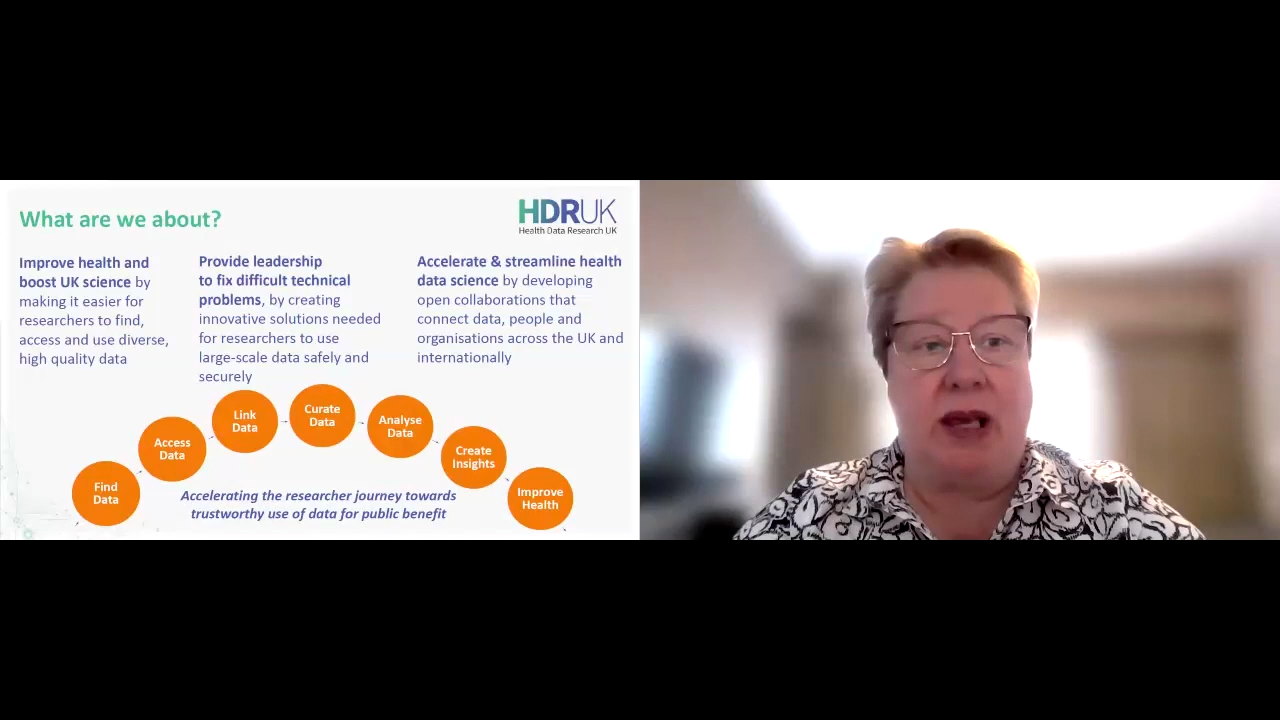 What are we about?
HDRUK
Health Data Research UK
Improve health and
boost UK science by
making it easier for
researchers to find,
access and use diverse,
high quality data
Provide leadership
to fix difficult technical
problems, by creating
innovative solutions needed
for researchers to use
large-scale data safely and
securely
Accelerate & streamline health
data science by developing
open collaborations that
connect data, people and
organisations across the UK and
internationally
Find
Data
Access
Data
Link
Data
Curate
Data
Analyse
Data
Create
Insights
Improve
Health
Accelerating the researcher journey towards
trustworthy use of data for public benefit